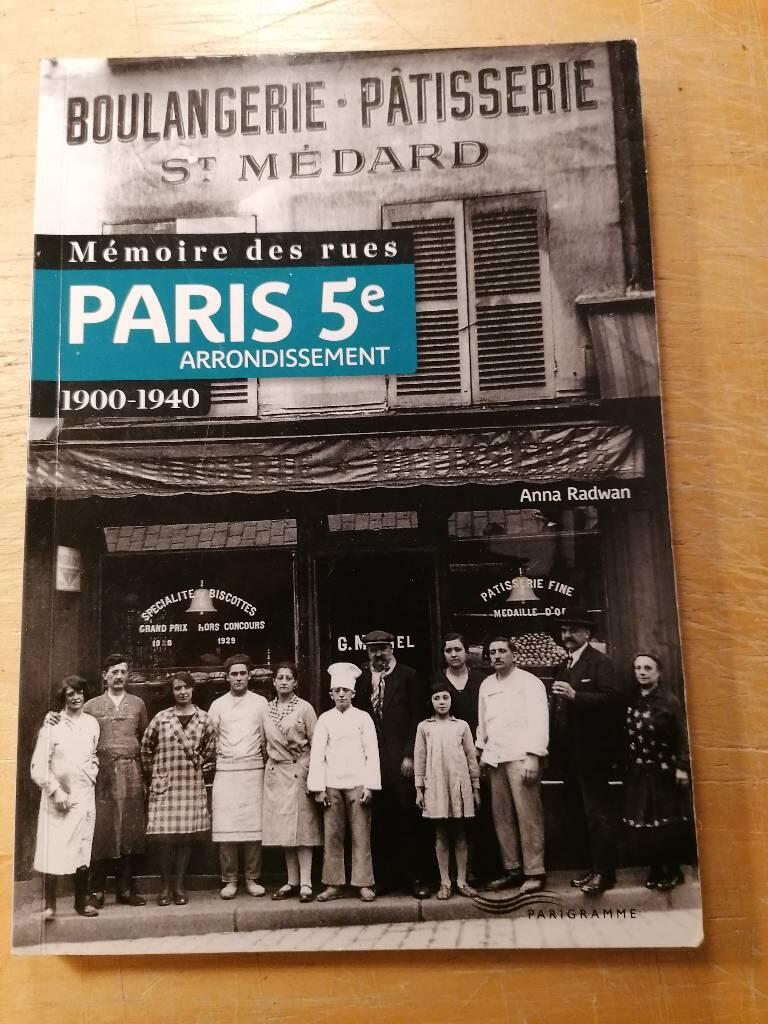 BOULANGERIE · PÂTISSERIE
ST MÉDARD
Mémoire des rues
PARIS 5e
ARRONDISSEMENT
1900-1940
Anna Radwan
SPECIALITE BISCOTTES
GRAND PRIX HORS CONCOURS
1928 1929
PATISSERIE FINE
MEDAILLE D'OR
PARIGRAMME